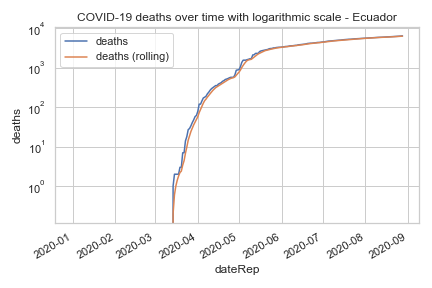 COVID-19 deaths over time with logarithmic scale - Ecuador
deaths
deaths (rolling)
10^4
10^3
10^2
10^1
10^0
deaths
2020-01
2020-02
2020-03
2020-04
2020-05
2020-06
2020-07
2020-08
2020-09
dateRep